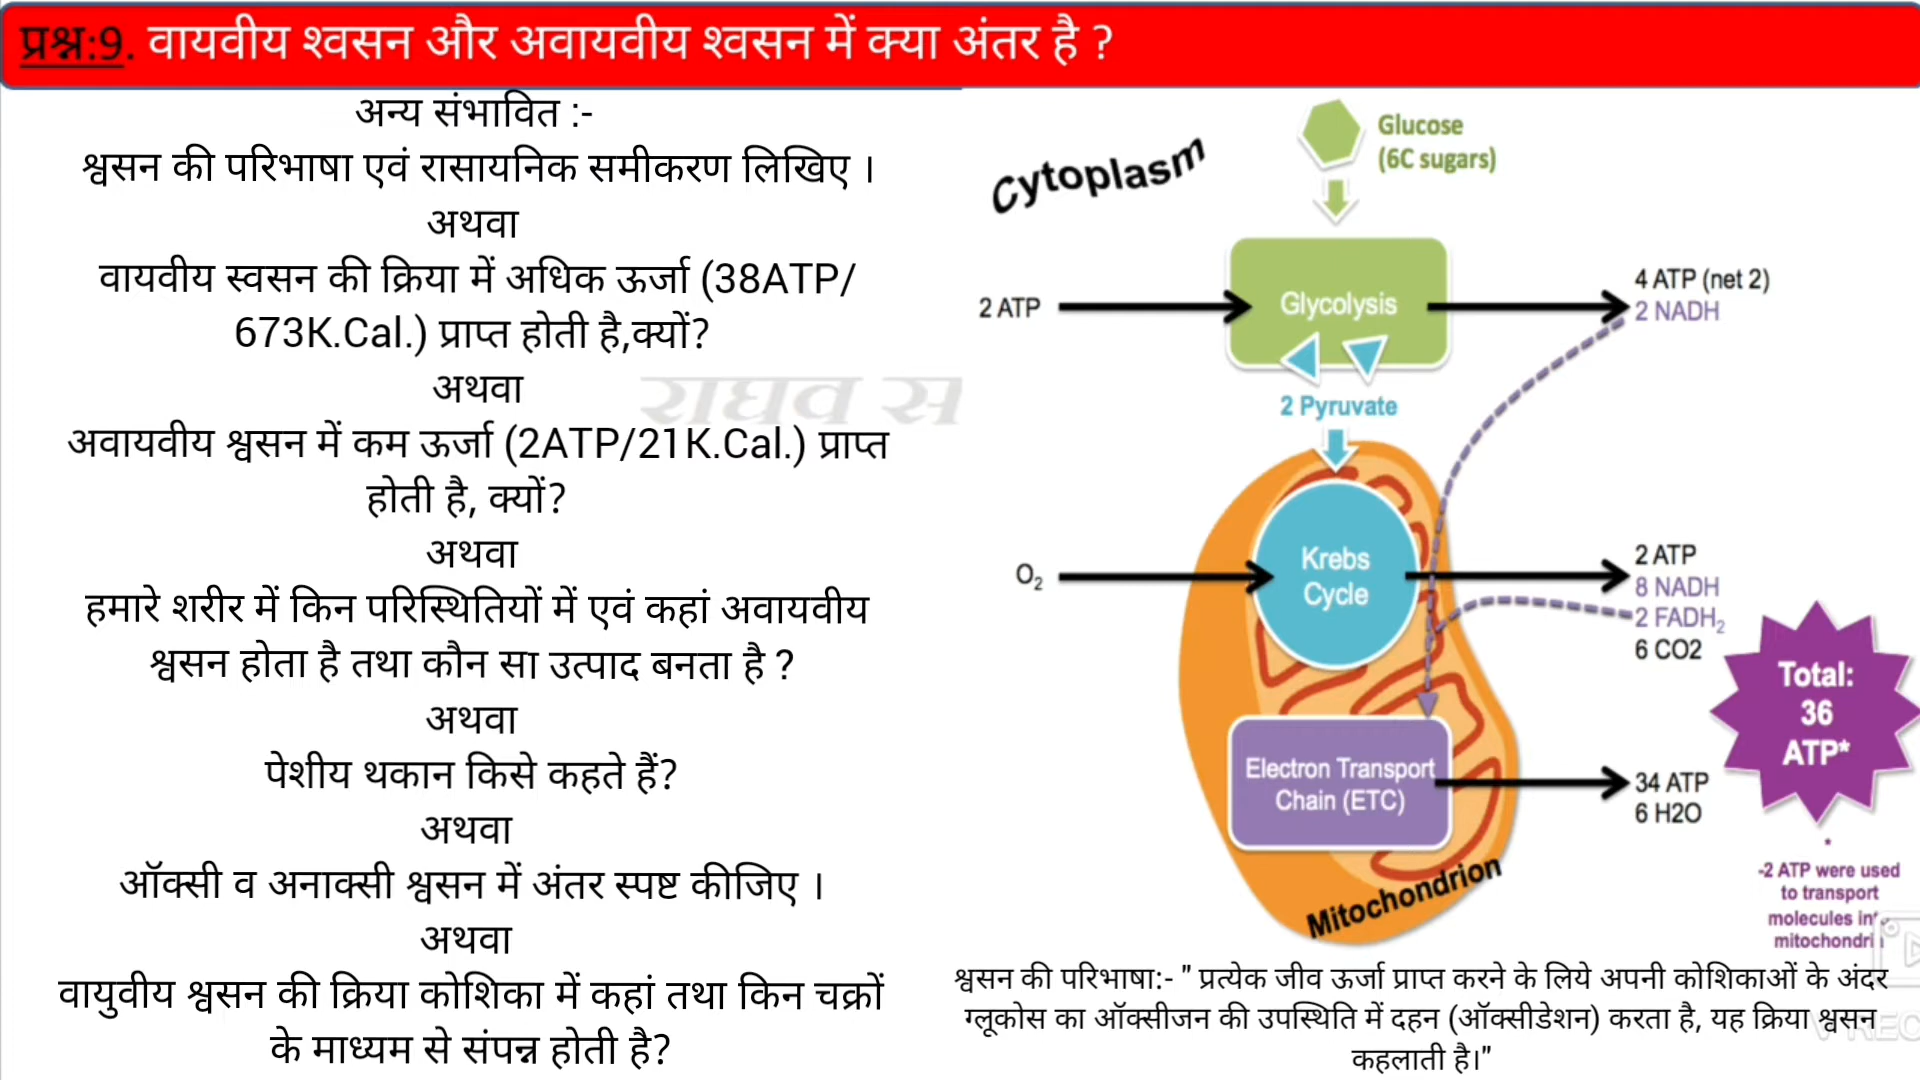 प्रश्न:9. वायवीय श्वसन और अवायवीय श्वसन में क्या अंतर है ?
अन्य संभावित :-
श्वसन की परिभाषा एवं रासायनिक समीकरण लिखिए ।
अथवा
वायवीय स्वसन की क्रिया में अधिक ऊर्जा (38ATP/
673K.Cal.) प्राप्त होती है,क्यों?
अथवा
अवायवीय श्वसन में कम ऊर्जा (2ATP/21K.Cal.) प्राप्त
होती है, क्यों?
अथवा
हमारे शरीर में किन परिस्थितियों में एवं कहां अवायवीय
श्वसन होता है तथा कौन सा उत्पाद बनता है ?
अथवा
पेशीय थकान किसे कहते हैं?
अथवा
ऑक्सी व अनाक्सी श्वसन में अंतर स्पष्ट कीजिए ।
अथवा
वायुवीय श्वसन की क्रिया कोशिका में कहां तथा किन चक्रों
के माध्यम से संपन्न होती है?
राघव स
Cytoplasm
Glucose
(6C sugars)
2 ATP
Glycolysis
4 ATP (net 2)
2 NADH
2 Pyruvate
O₂
Krebs
Cycle
2 ATP
8 NADH
2 FADH₂
6 CO2
Total:
36
ATP*
Electron Transport
Chain (ETC)
34 ATP
6 H2O
Mitochondrion
*
-2 ATP were used
to transport
molecules into
mitochondri
श्वसन की परिभाषा:- " प्रत्येक जीव ऊर्जा प्राप्त करने के लिये अपनी कोशिकाओं के अंदर
ग्लूकोस का ऑक्सीजन की उपस्थिति में दहन (ऑक्सीडेशन) करता है, यह क्रिया श्वसन
कहलाती है।"